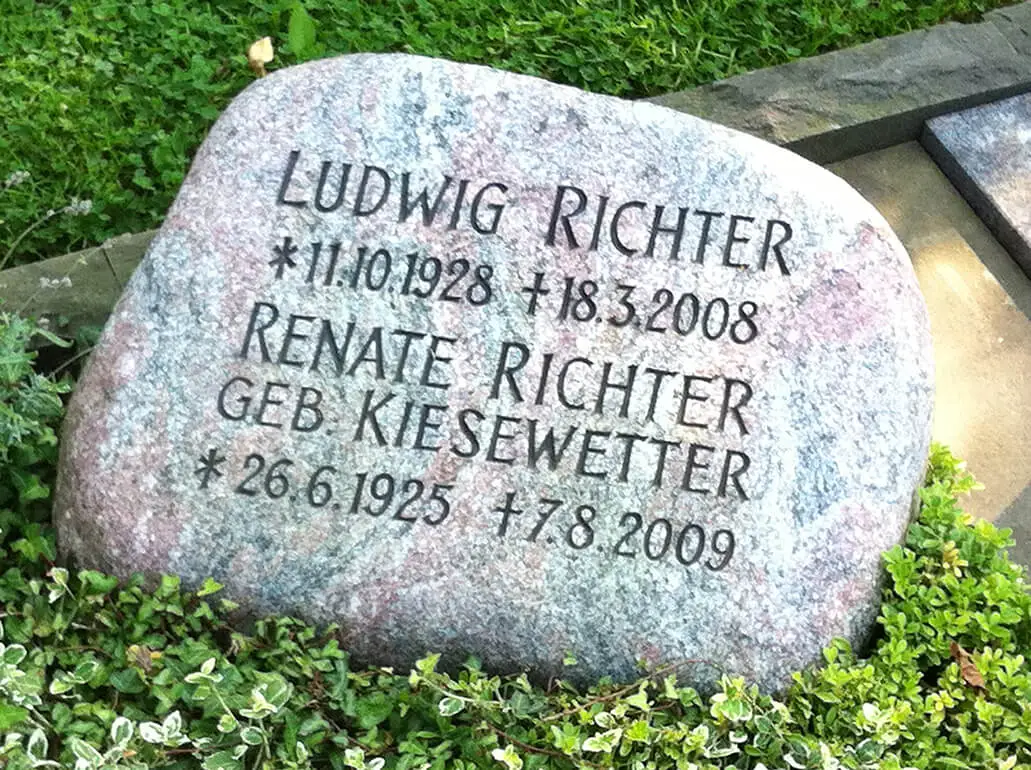 LUDWIG RICHTER
*11.10.1928 †18.3.2008
RENATE RICHTER
GEB. KIESEWETTER
*26.6.1925 †7.8.2009